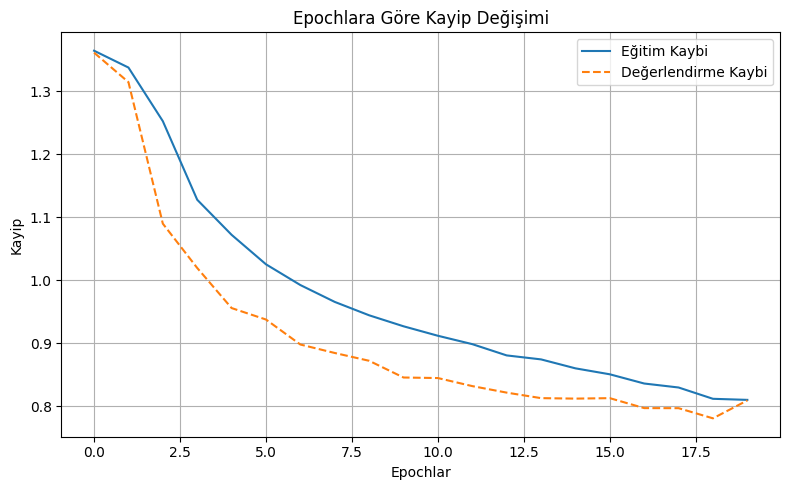 Epochlara Göre Kayip Değişimi
Eğitim Kaybi
Değerlendirme Kaybi
Kayip
1.3
1.2
1.1
1.0
0.9
0.8
0.0 2.5 5.0 7.5 10.0 12.5 15.0 17.5
Epochlar